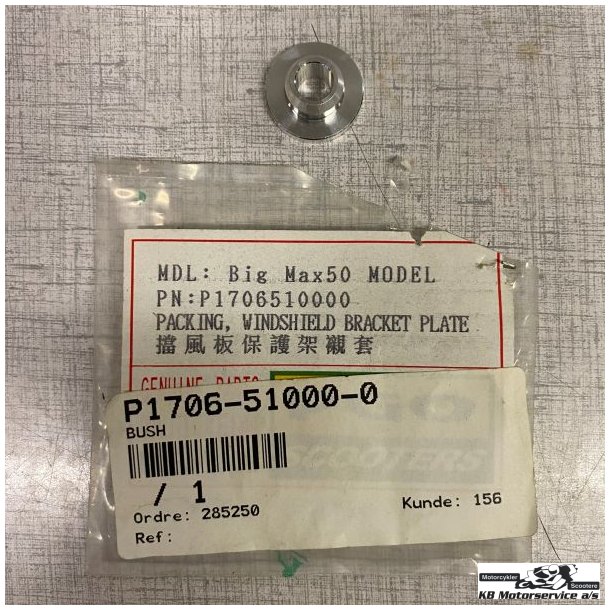 MDL: Big Max50 MODEL
PN:P1706510000
PACKING, WINDSHIELD BRACKET PLATE
擋風板保護架襯套
GENUINE PARTS
P1706-51000-0
BUSH
SCOOTERS
/ 1
Ordre: 285250
Kunde: 156
Ref:
Motorcykler
Scootere
KB Motorservice a/s